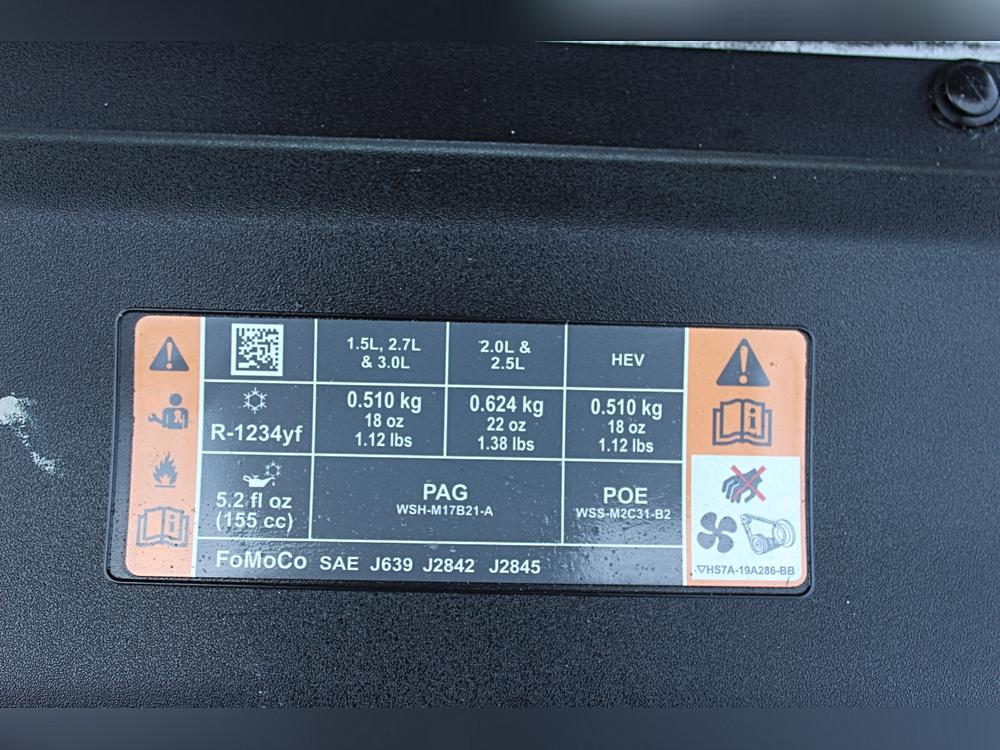 1.5L, 2.7L
& 3.0L
2.0L &
2.5L
HEV
R-1234yf
0.510 kg
18 oz
1.12 lbs
0.624 kg
22 oz
1.38 lbs
0.510 kg
18 oz
1.12 lbs
5.2 fl oz
(155 cc)
PAG
WSH-M17B21-A
POE
WSS-M2C31-B2
FoMoCo SAE J639 J2842 J2845
HS7A-19A286-BB